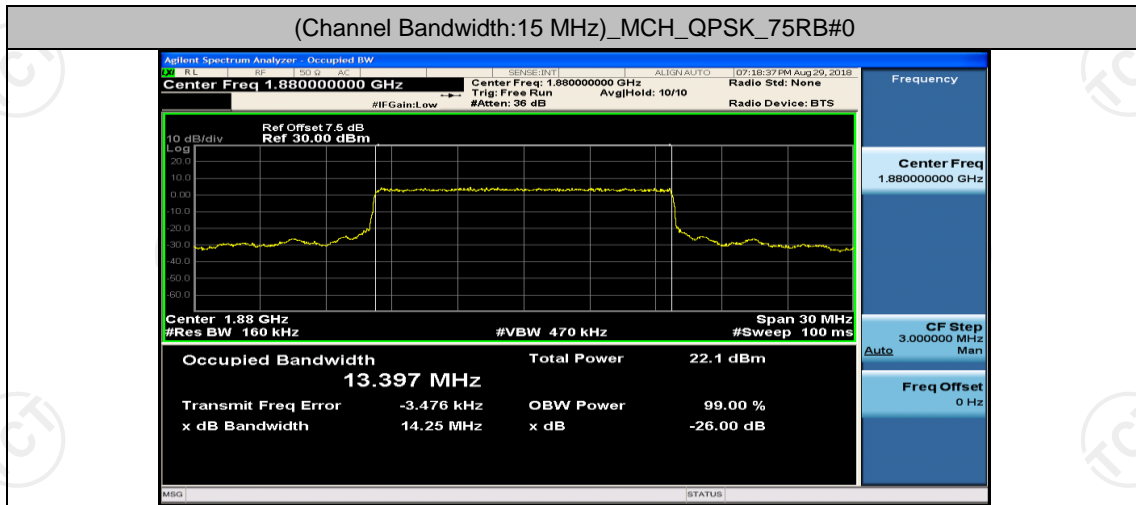 (Channel Bandwidth:15 MHz)_MCH_QPSK_75RB#0
Agilent Spectrum Analyzer - Occupied BW
LXI RL RF 50 Ω AC SENSE:INT ALIGN AUTO 07:18:37 PM Aug 29, 2018
Center Freq 1.880000000 GHz Center Freq: 1.880000000 GHz Radio Std: None
Trig: Free Run Avg|Hold: 10/10
#IFGain:Low #Atten: 36 dB Radio Device: BTS
Frequency
Ref Offset 7.5 dB
10 dB/div Ref 30.00 dBm
Log
20.0
10.0
0.00
-10.0
-20.0
-30.0
-40.0
-50.0
-60.0
Center 1.88 GHz Span 30 MHz
#Res BW 160 kHz #VBW 470 kHz #Sweep 100 ms
Occupied Bandwidth Total Power 22.1 dBm
13.397 MHz
Transmit Freq Error -3.476 kHz OBW Power 99.00 %
x dB Bandwidth 14.25 MHz x dB -26.00 dB
Center Freq
1.880000000 GHz
CF Step
3.000000 MHz
Auto Man
Freq Offset
0 Hz
MSG STATUS
TCT
TCT
TCT
TCT